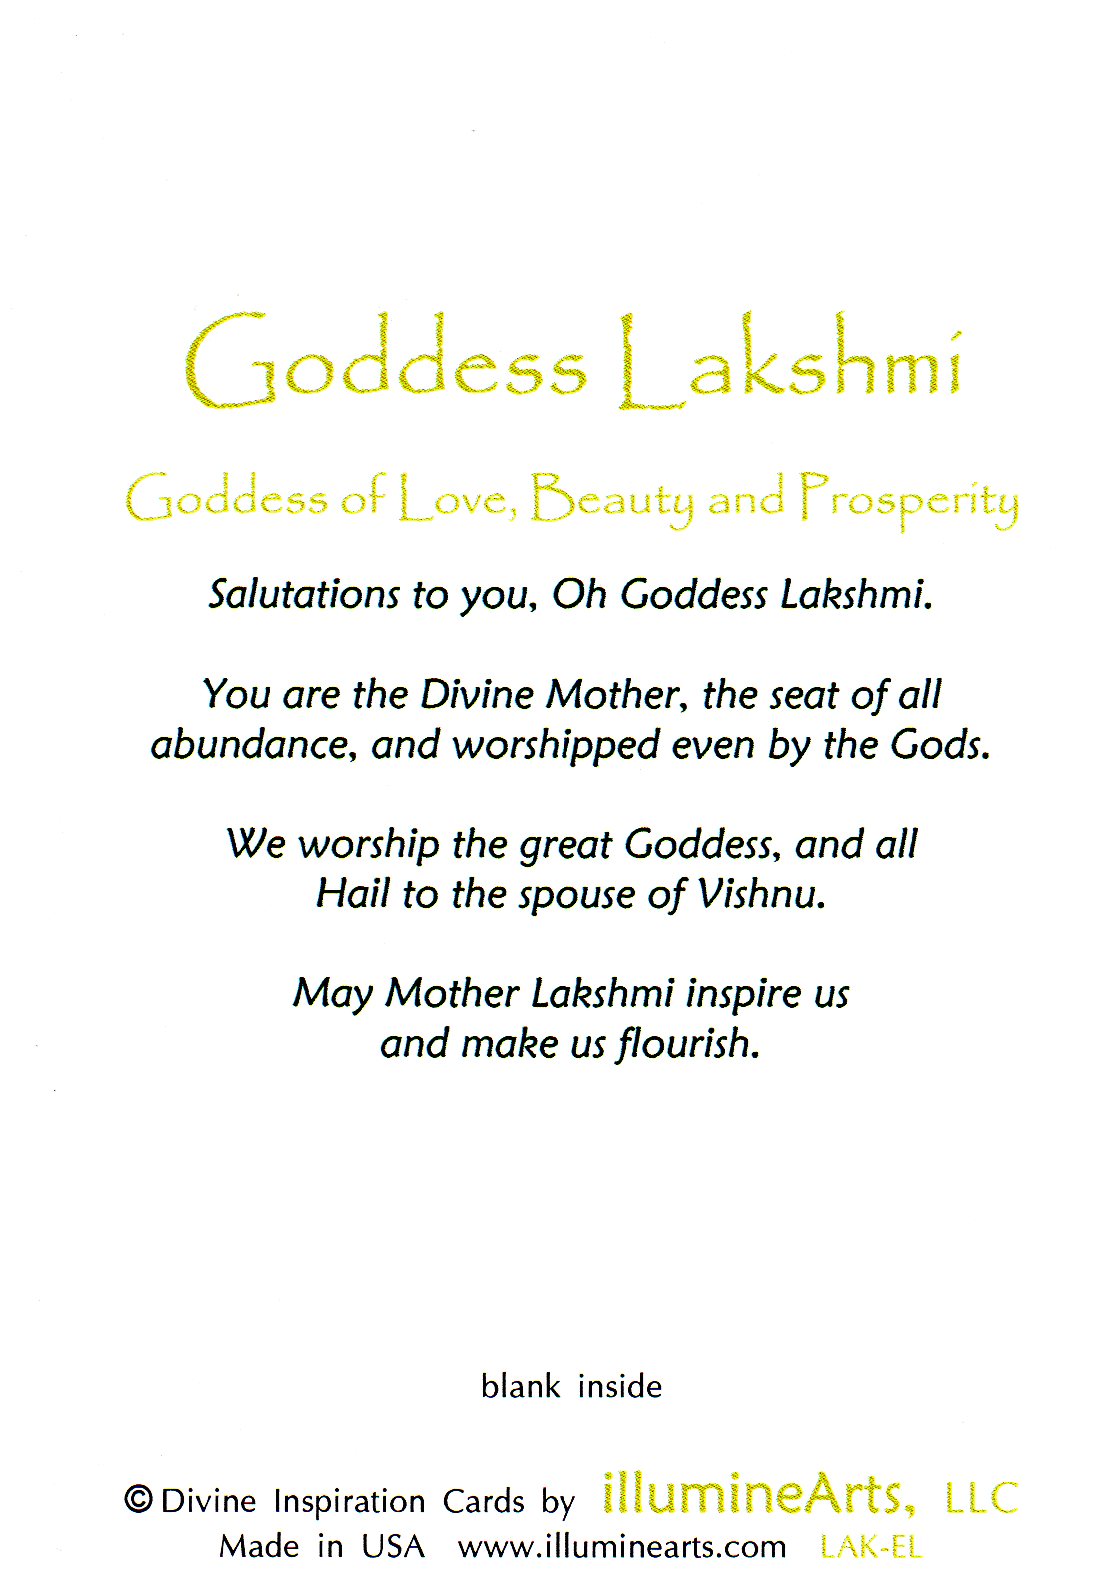 Goddess Lakshmi
Goddess of Love, Beauty and Prosperity
Salutations to you, Oh Goddess Lakshmi.
You are the Divine Mother, the seat of all
abundance, and worshipped even by the Gods.
We worship the great Goddess, and all
Hail to the spouse of Vishnu.
May Mother Lakshmi inspire us
and make us flourish.
blank inside
© Divine Inspiration Cards by illumineArts, LLC
Made in USA www.illuminearts.com LAK-EL